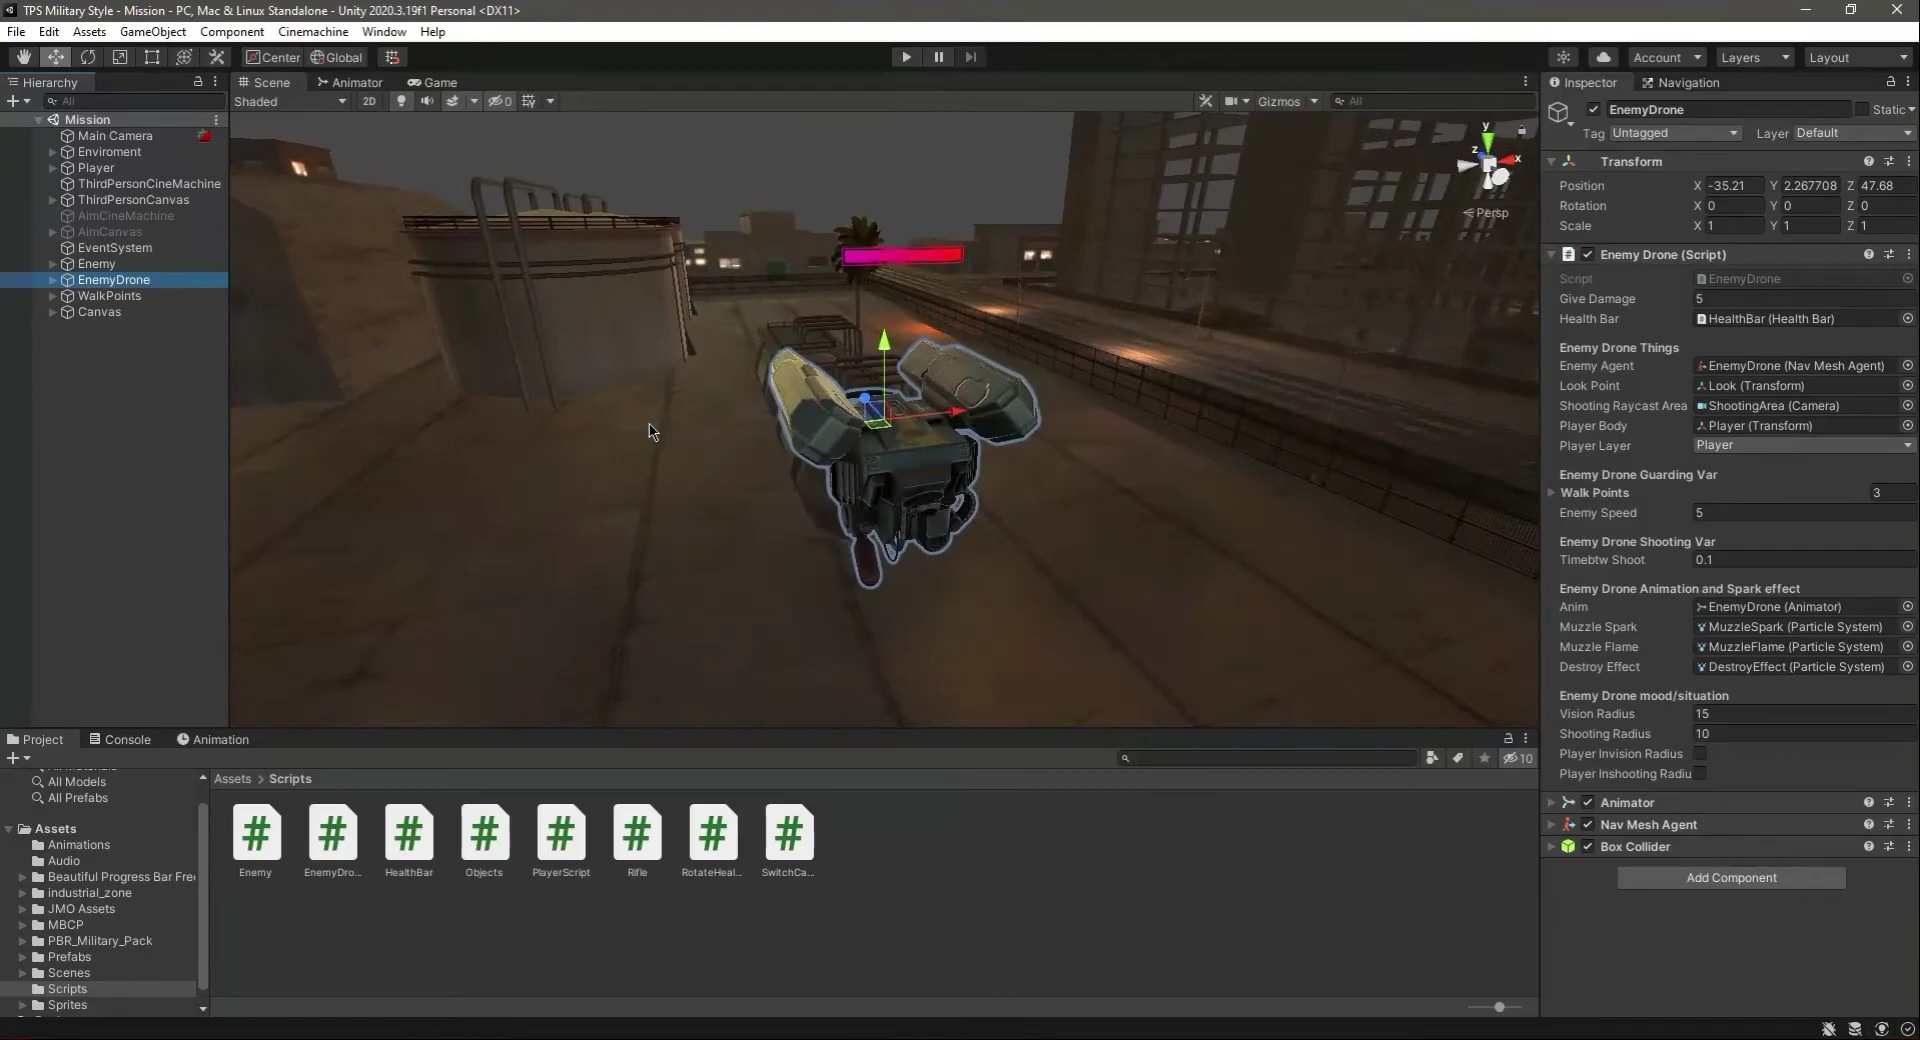 TPS Military Style - Mission - PC, Mac & Linux Standalone - Unity 2020.3.19f1 Personal <DX11>
File Edit Assets GameObject Component Cinemachine Window Help
Center Global Account Layers Layout
Hierarchy
All
Mission
Main Camera
Enviroment
Player
ThirdPersonCineMachine
ThirdPersonCanvas
AimCineMachine
AimCanvas
EventSystem
Enemy
EnemyDrone
WalkPoints
Canvas
Scene Animator Game
Shaded 2D 0 Gizmos All
y
z
x
Persp
Inspector Navigation
EnemyDrone Static
Tag Untagged Layer Default
Transform
Position X -35.21 Y 2.267708 Z 47.68
Rotation X 0 Y 0 Z 0
Scale X 1 Y 1 Z 1
Enemy Drone (Script)
Script EnemyDrone
Give Damage 5
Health Bar HealthBar (Health Bar)
Enemy Drone Things
Enemy Agent EnemyDrone (Nav Mesh Agent)
Look Point Look (Transform)
Shooting Raycast Area ShootingArea (Camera)
Player Body Player (Transform)
Player Layer Player
Enemy Drone Guarding Var
Walk Points 3
Enemy Speed 5
Enemy Drone Shooting Var
Timebtw Shoot 0.1
Enemy Drone Animation and Spark effect
Anim EnemyDrone (Animator)
Muzzle Spark MuzzleSpark (Particle System)
Muzzle Flame MuzzleFlame (Particle System)
Destroy Effect DestroyEffect (Particle System)
Enemy Drone mood/situation
Vision Radius 15
Shooting Radius 10
Player Invision Radius
Player Inshooting Radiu
Animator
Nav Mesh Agent
Box Collider
Add Component
Project Console Animation
10
All Models
All Prefabs
Assets
Animations
Audio
Beautiful Progress Bar Free
industrial_zone
JMO Assets
MBCP
PBR_Military_Pack
Prefabs
Scenes
Scripts
Sprites
Assets > Scripts
Enemy EnemyDro... HealthBar Objects PlayerScript Rifle RotateHeal... SwitchCa...